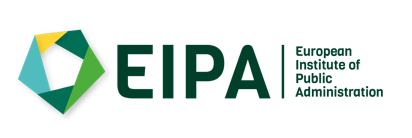 EIPA
European
Institute of
Public
Administration